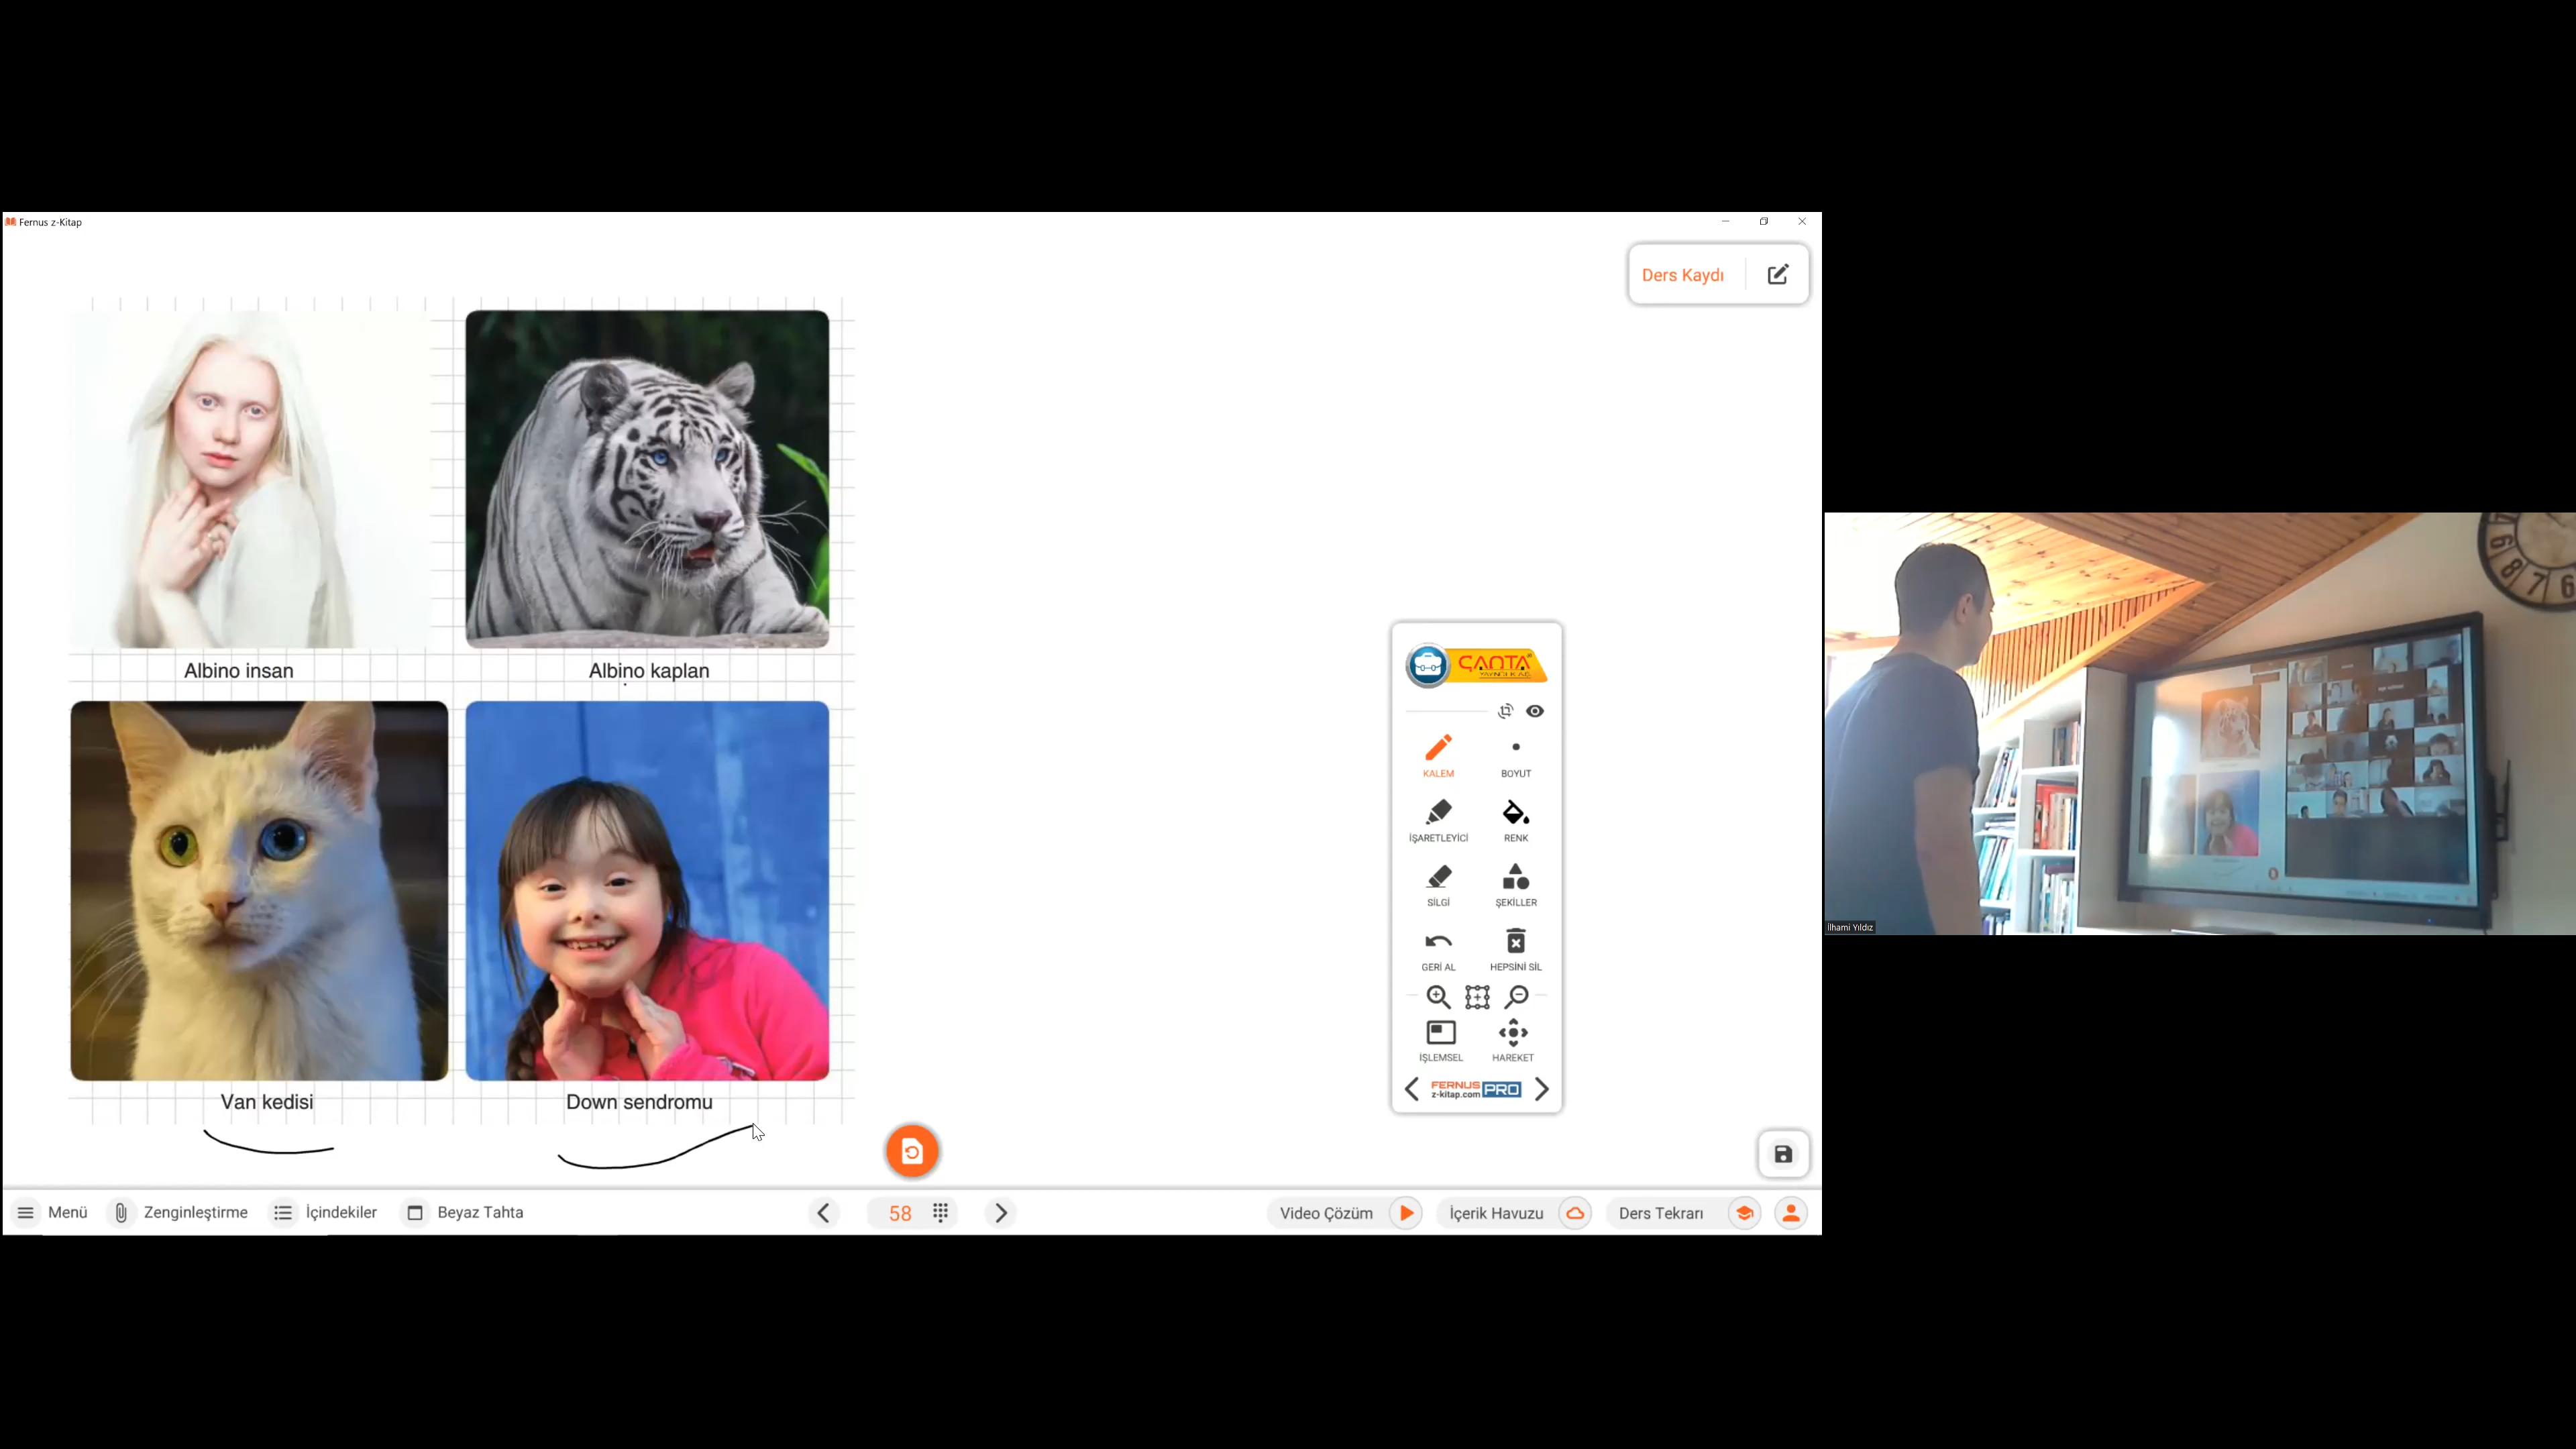 Fernus z-Kitap
Ders Kaydı
Albino insan
Albino kaplan
Van kedisi
Down sendromu
ÇANTA
YAYINCILIK A.Ş.
KALEM
BOYUT
İŞARETLEYİCİ
RENK
SİLGİ
ŞEKİLLER
GERİ AL
HEPSİNİ SİL
İŞLEMSEL
HAREKET
FERNUS
z-kitap.com
PRO
İlhami Yıldız
Menü
Zenginleştirme
İçindekiler
Beyaz Tahta
58
Video Çözüm
İçerik Havuzu
Ders Tekrarı